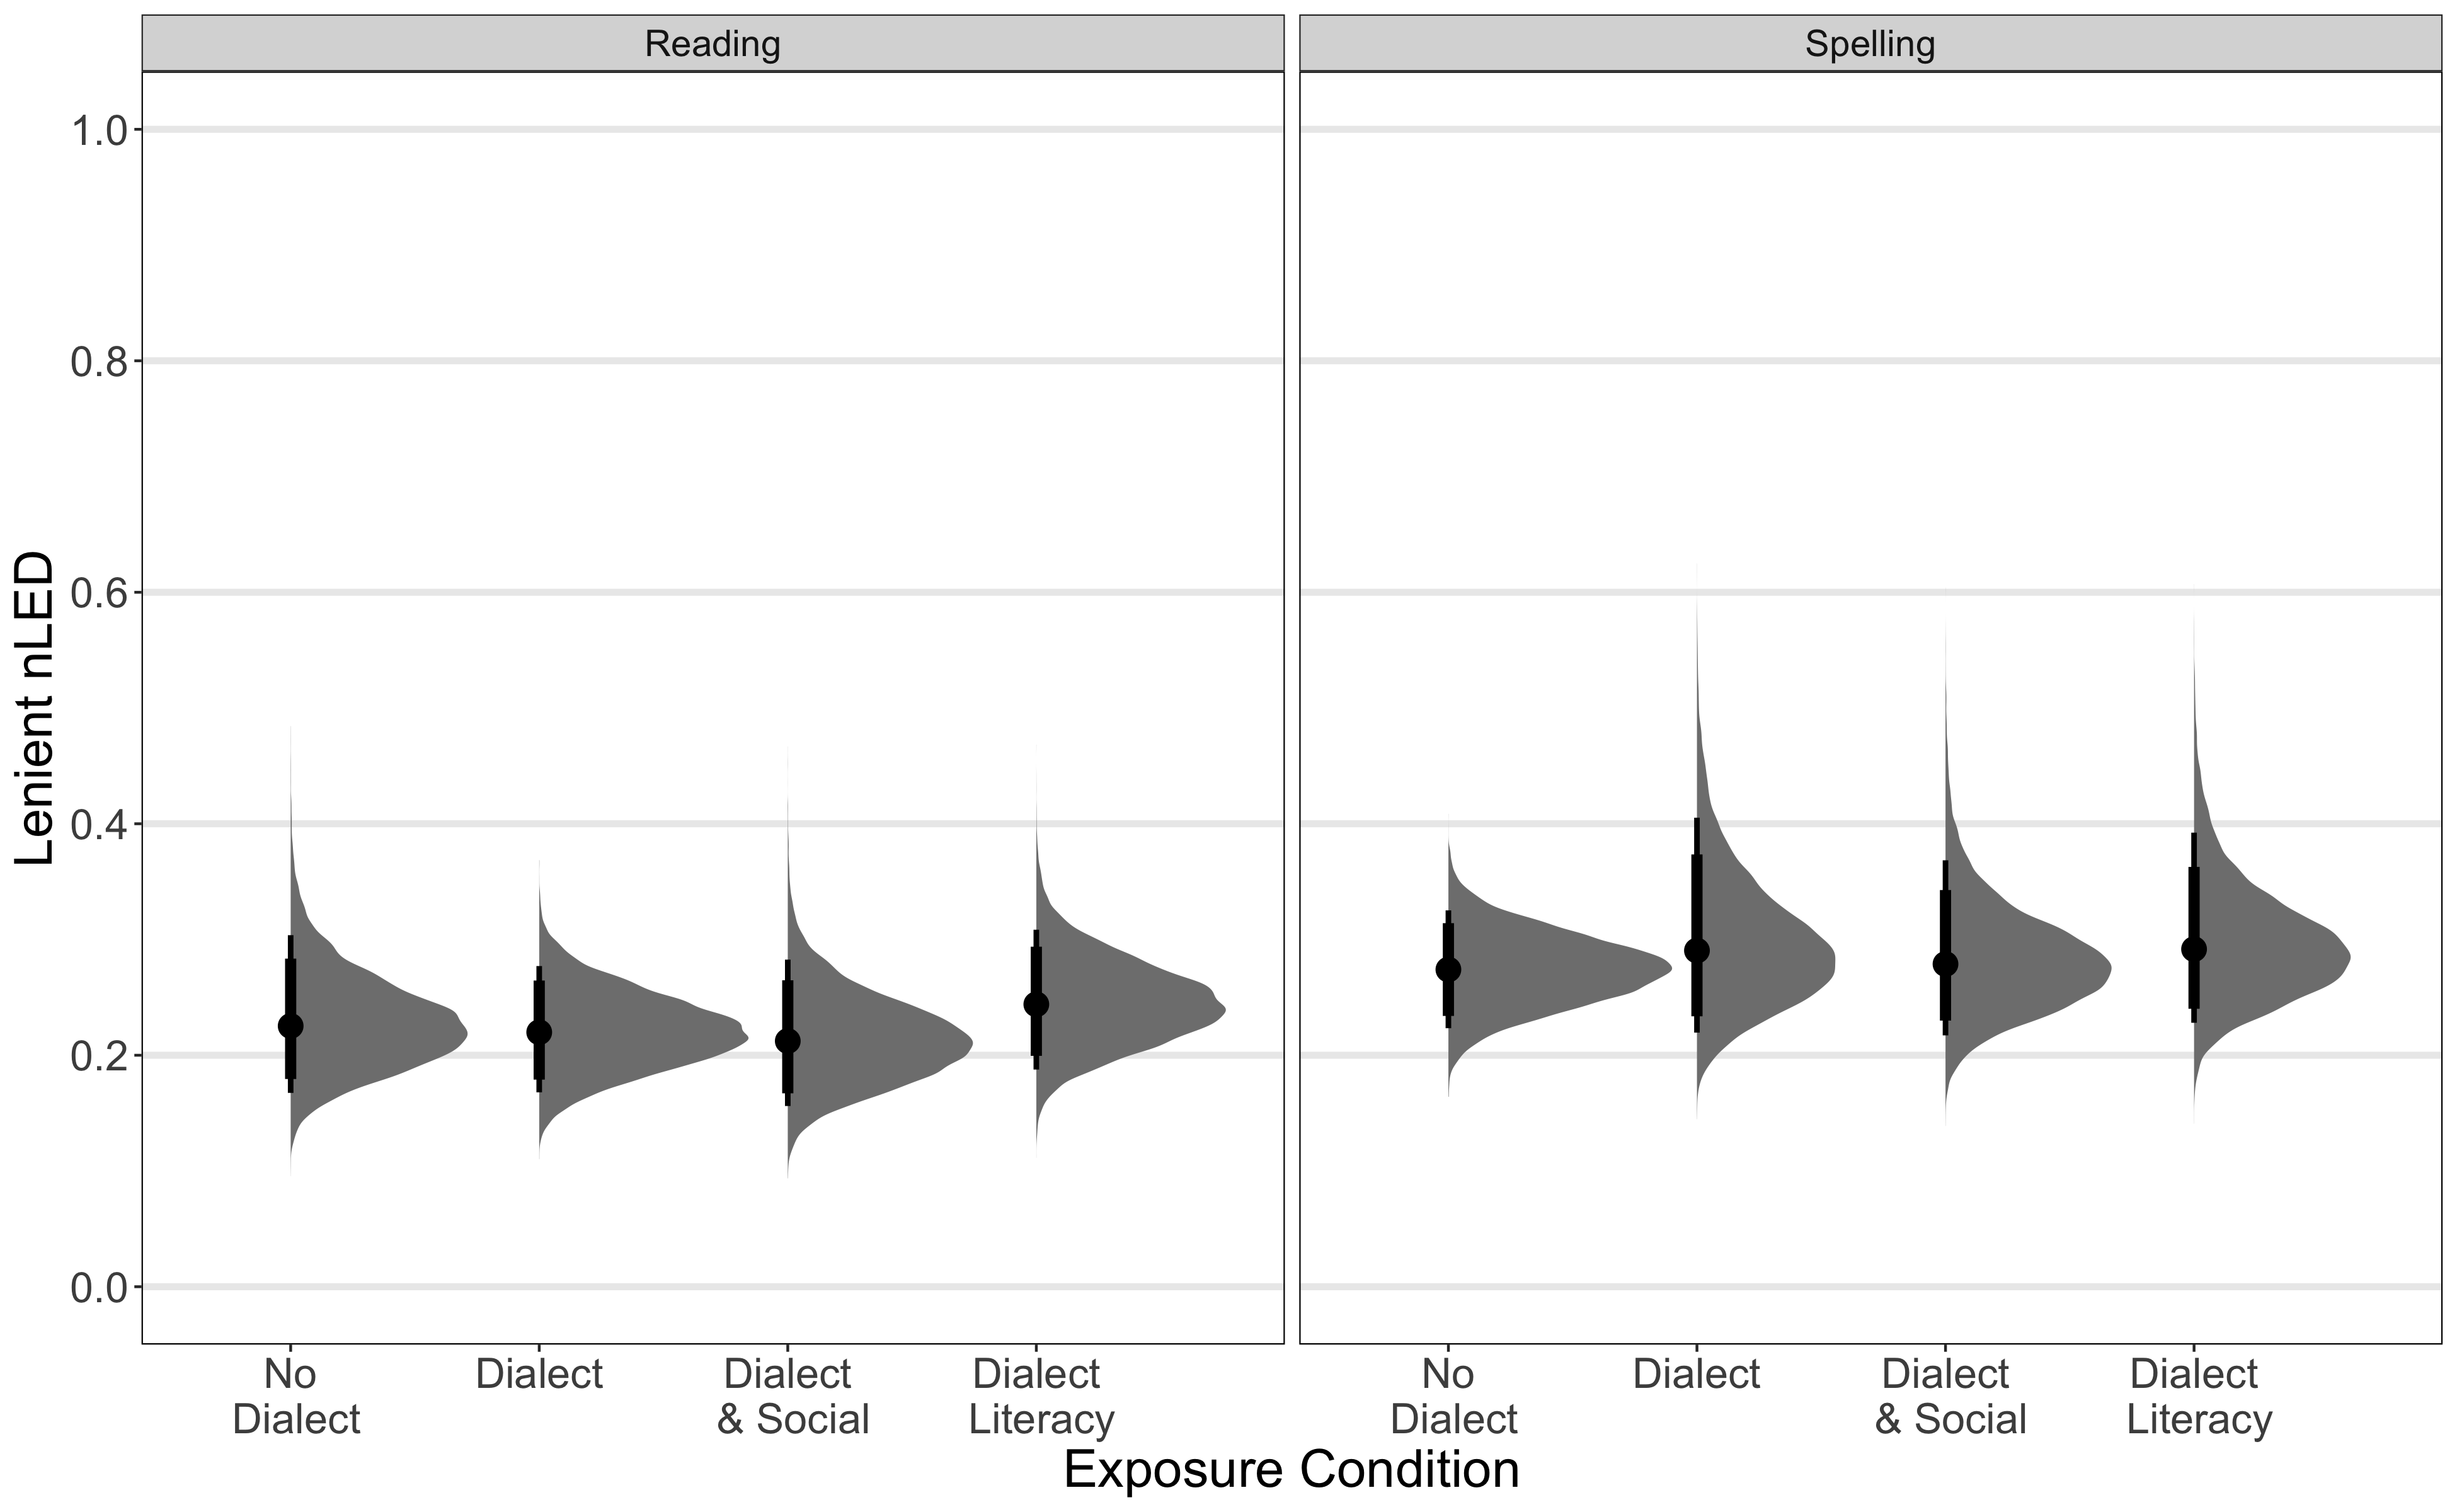 Reading
Spelling
Lenient nLED
1.0
0.8
0.6
0.4
0.2
0.0
No
Dialect
Dialect
Dialect
& Social
Dialect
Literacy
No
Dialect
Dialect
Dialect
& Social
Dialect
Literacy
Exposure Condition